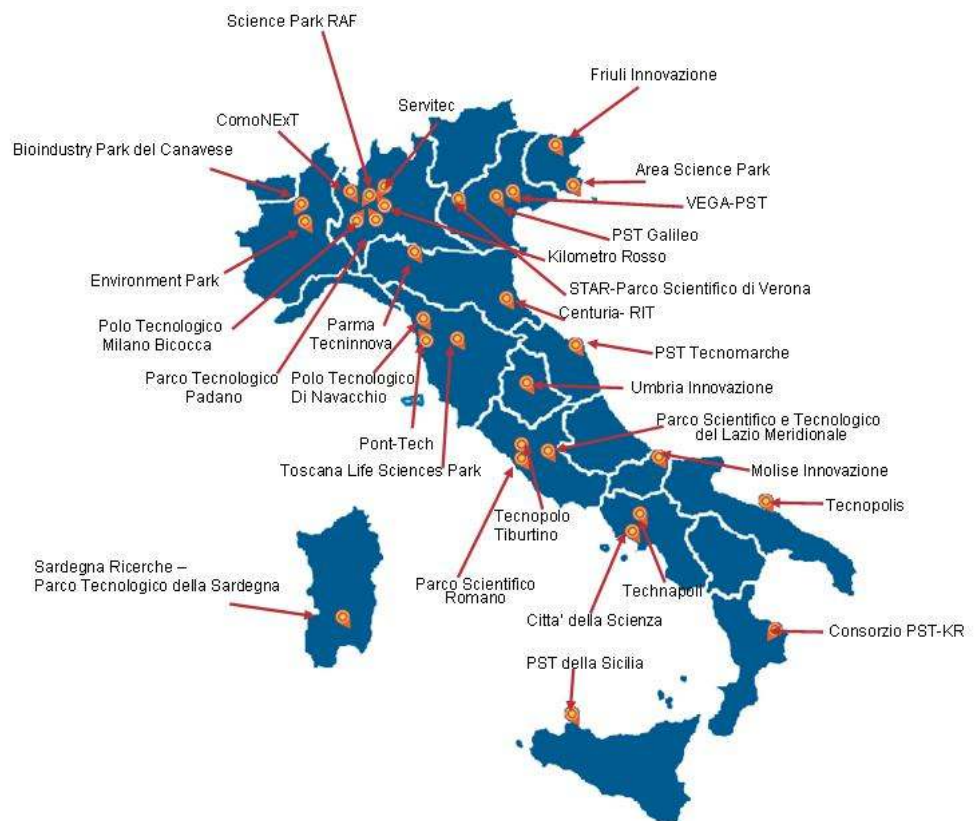 Science Park RAF
Friuli Innovazione
Servitec
ComoNExT
Bioindustry Park del Canavese
Area Science Park
VEGA-PST
PST Galileo
Kilometro Rosso
Environment Park
STAR-Parco Scientifico di Verona
Centuria- RIT
Parma
Tecninnova
Polo Tecnologico
Milano Bicocca
PST Tecnomarche
Parco Tecnologico
Padano
Polo Tecnologico
Di Navacchio
Umbria Innovazione
Parco Scientifico e Tecnologico
del Lazio Meridionale
Pont-Tech
Toscana Life Sciences Park
Molise Innovazione
Tecnopolis
Tecnopolo
Tiburtino
Sardegna Ricerche –
Parco Tecnologico della Sardegna
Parco Scientifico
Romano
Technapoli
Citta' della Scienza
Consorzio PST-KR
PST della Sicilia